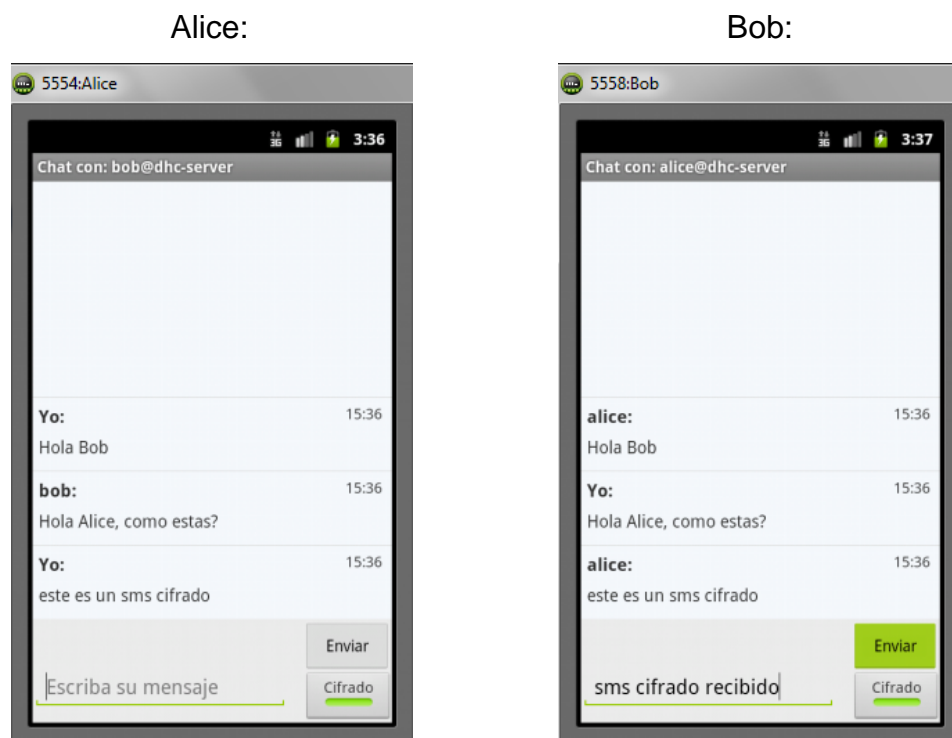 Alice:
5554:Alice
3G 3:36
Chat con: bob@dhc-server
Yo: 15:36
Hola Bob
bob: 15:36
Hola Alice, como estas?
Yo: 15:36
este es un sms cifrado
Enviar
Escriba su mensaje
Cifrado
Bob:
5558:Bob
3G 3:37
Chat con: alice@dhc-server
alice: 15:36
Hola Bob
Yo: 15:36
Hola Alice, como estas?
alice: 15:36
este es un sms cifrado
Enviar
sms cifrado recibido
Cifrado